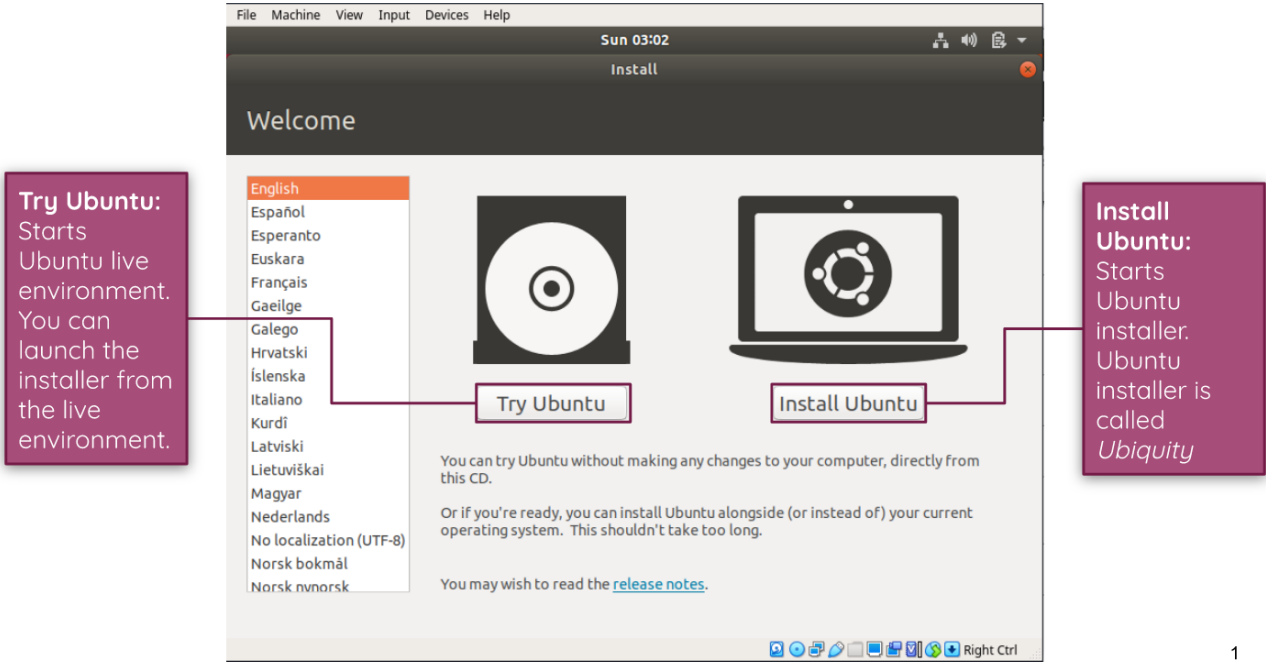 File Machine View Input Devices Help
Sun 03:02
Install
Welcome
Try Ubuntu:
Starts
Ubuntu live
environment.
You can
launch the
installer from
the live
environment.
English
Español
Esperanto
Euskara
Français
Gaeilge
Galego
Hrvatski
Íslenska
Italiano
Kurdî
Latviski
Lietuviškai
Magyar
Nederlands
No localization (UTF-8)
Norsk bokmål
Norsk nynorsk
Try Ubuntu
Install Ubuntu
You can try Ubuntu without making any changes to your computer, directly from
this CD.
Or if you're ready, you can install Ubuntu alongside (or instead of) your current
operating system. This shouldn't take too long.
You may wish to read the release notes.
Install
Ubuntu:
Starts
Ubuntu
installer.
Ubuntu
installer is
called
Ubiquity
Right Ctrl
1